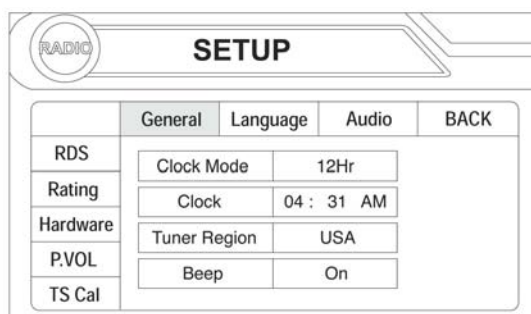 RADIO
SETUP
General Language Audio BACK
RDS
Rating
Hardware
P.VOL
TS Cal
Clock Mode 12Hr
Clock 04 : 31 AM
Tuner Region USA
Beep On